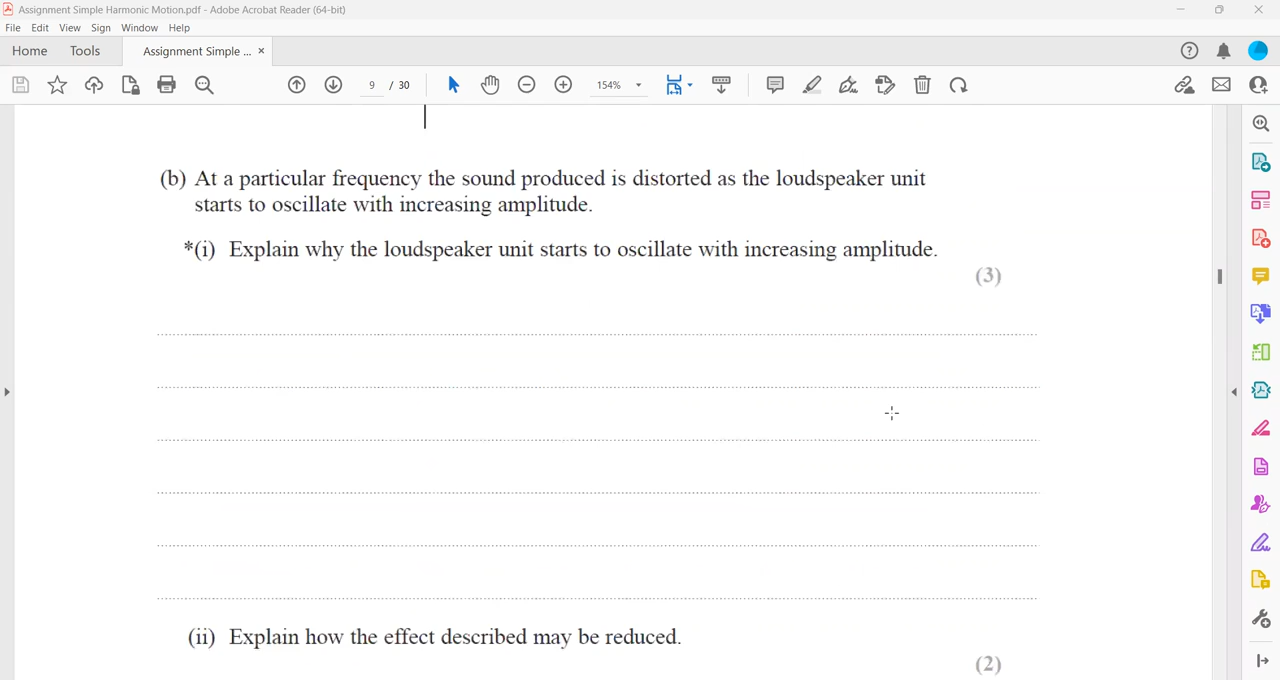 Assignment Simple Harmonic Motion.pdf - Adobe Acrobat Reader (64-bit)
File Edit View Sign Window Help
Home Tools Assignment Simple ... ×
9 / 30 154%
(b) At a particular frequency the sound produced is distorted as the loudspeaker unit
starts to oscillate with increasing amplitude.
*(i) Explain why the loudspeaker unit starts to oscillate with increasing amplitude.
(3)
(ii) Explain how the effect described may be reduced.
(2)